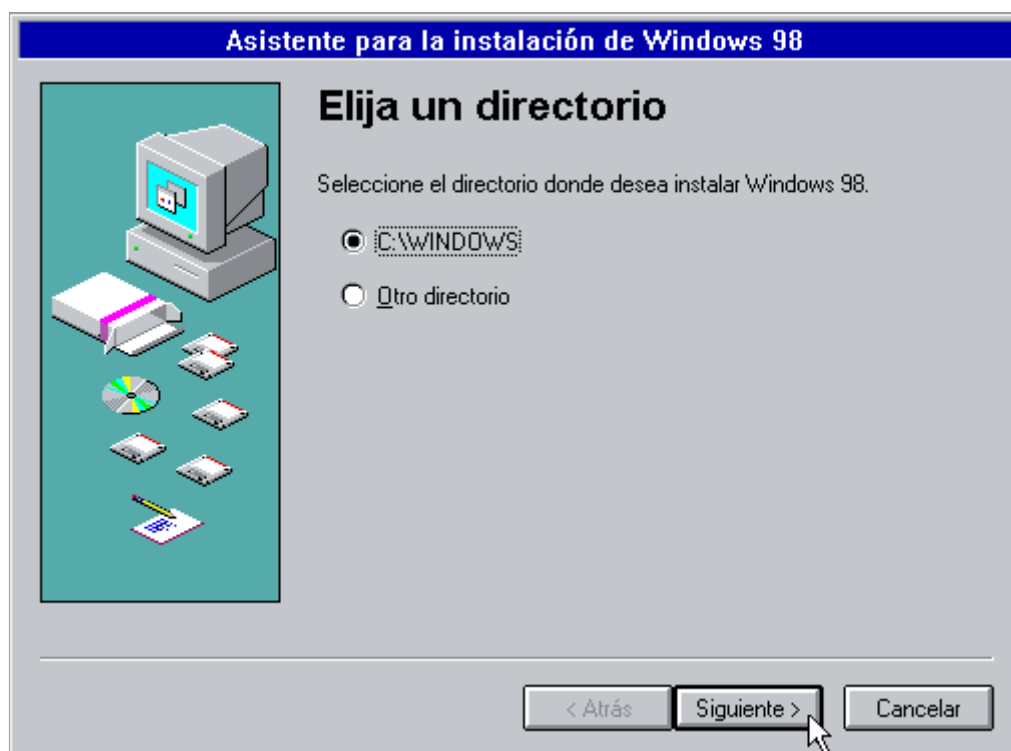 Asistente para la instalación de Windows 98
Elija un directorio
Seleccione el directorio donde desea instalar Windows 98.
C:\WINDOWS
Otro directorio
< Atrás Siguiente > Cancelar